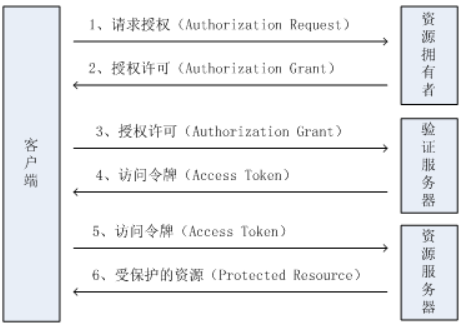 客户端
1、请求授权（Authorization Request）
2、授权许可（Authorization Grant）
资源拥有者
3、授权许可（Authorization Grant）
4、访问令牌（Access Token）
验证服务器
5、访问令牌（Access Token）
6、受保护的资源（Protected Resource）
资源服务器